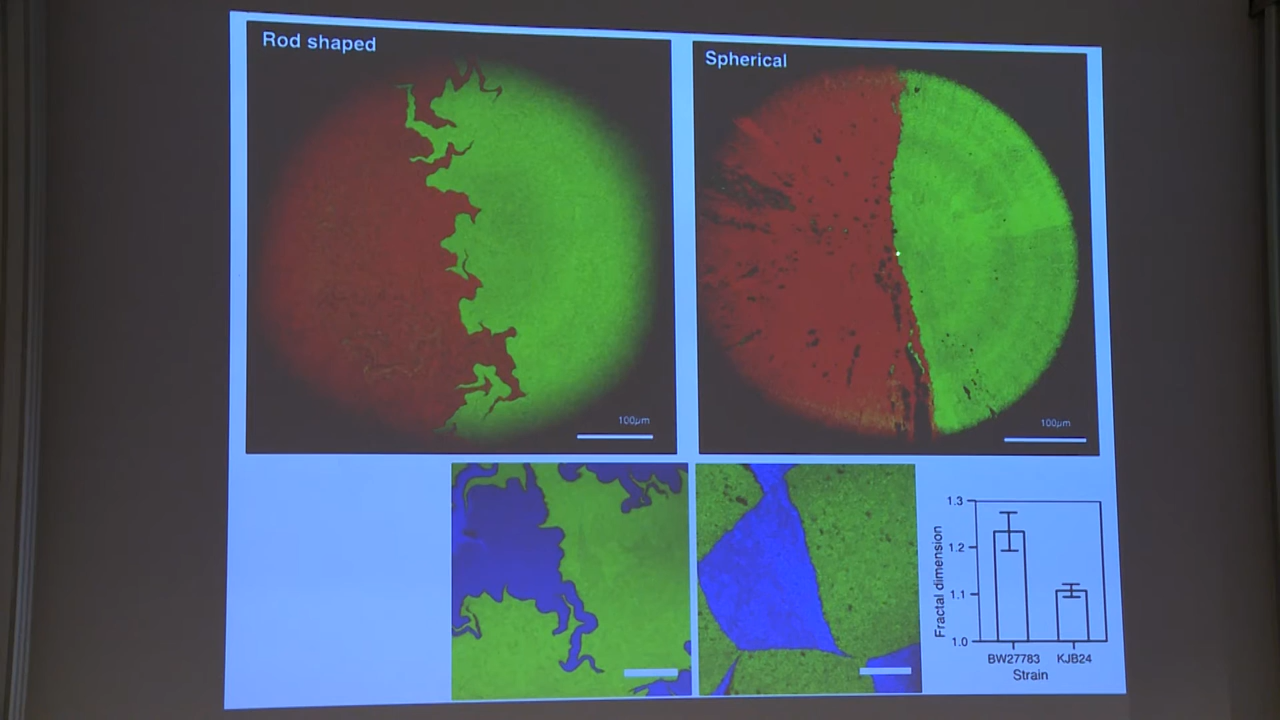 Rod shaped
Spherical
100µm
100µm
1.3
1.2
1.1
1.0
Fractal dimension
BW27783 KJB24
Strain